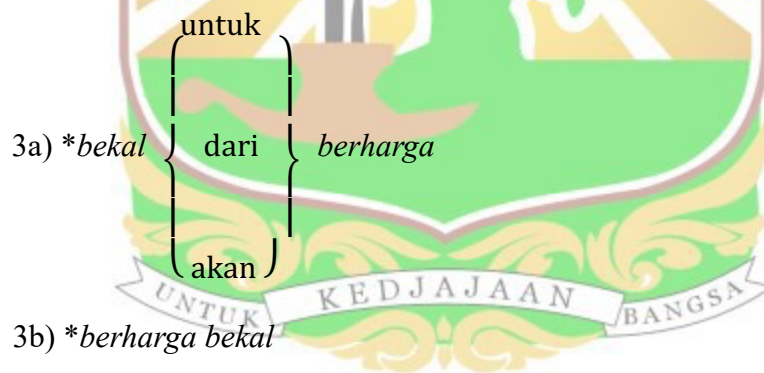 untuk
3a) *bekal { dari } berharga
akan
3b) *berharga bekal
UNTUK KEDJAJAAN BANGSA